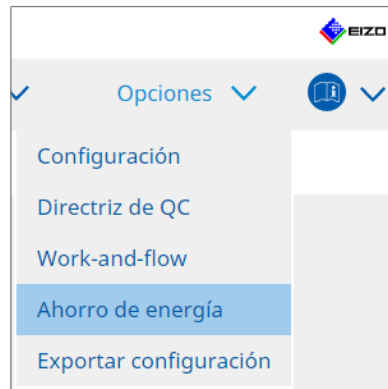 EIZO
Opciones
Configuración
Directriz de QC
Work-and-flow
Ahorro de energía
Exportar configuración